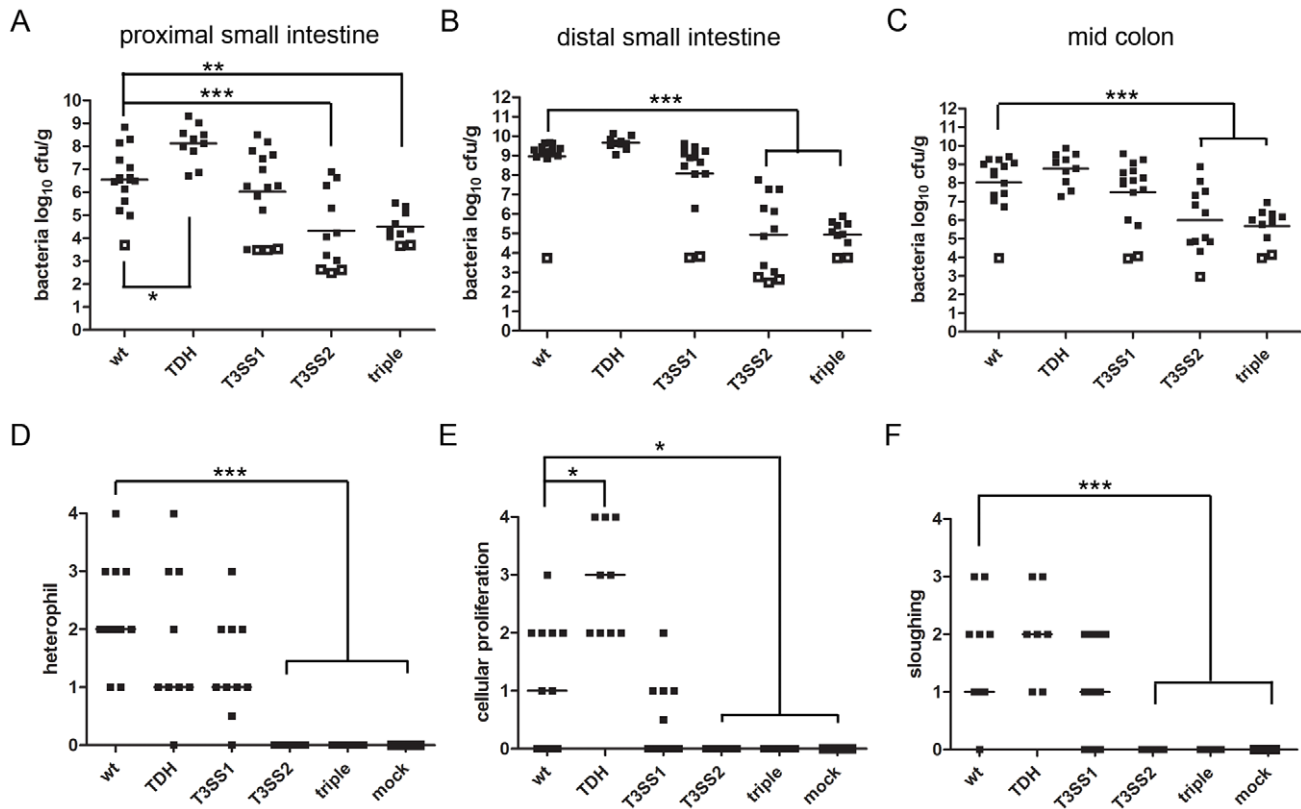 A
proximal small intestine
**
***
bacteria log10 cfu/g
10
9
8
7
6
5
4
3
2
1
0
*
wt
TDH
T3SS1
T3SS2
triple
B
distal small intestine
***
bacteria log10 cfu/g
12
11
10
9
8
7
6
5
4
3
2
1
0
wt
TDH
T3SS1
T3SS2
triple
C
mid colon
***
bacteria log10 cfu/g
12
11
10
9
8
7
6
5
4
3
2
1
0
wt
TDH
T3SS1
T3SS2
triple
D
***
heterophil
4
3
2
1
0
wt
TDH
T3SS1
T3SS2
triple
mock
E
*
*
cellular proliferation
4
3
2
1
0
wt
TDH
T3SS1
T3SS2
triple
mock
F
***
sloughing
4
3
2
1
0
wt
TDH
T3SS1
T3SS2
triple
mock